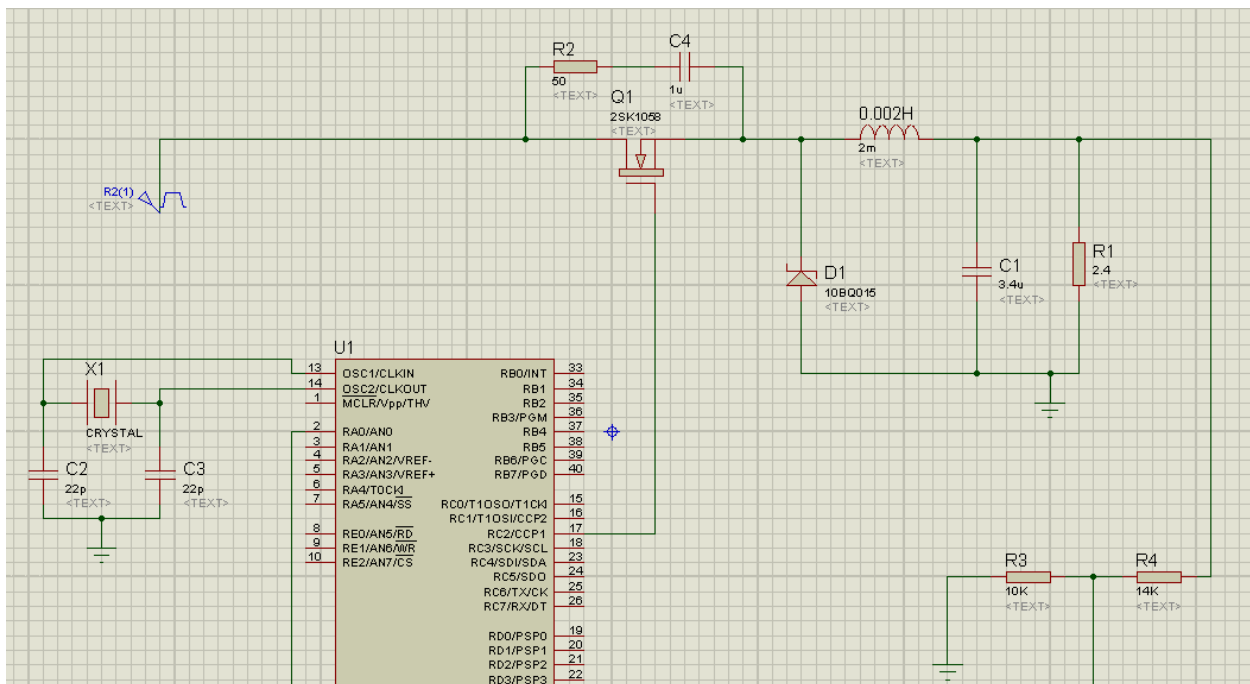 R2
50
<TEXT>
C4
1u
<TEXT>
Q1
2SK1058
<TEXT>
0.002H
2m
<TEXT>
R2(1)
<TEXT>
D1
10BQ015
<TEXT>
C1
3.4u
<TEXT>
R1
2.4
<TEXT>
X1
CRYSTAL
<TEXT>
C2
22p
<TEXT>
C3
22p
<TEXT>
U1
13 OSC1/CLKIN
14 OSC2/CLKOUT
1 MCLR/Vpp/THV
2 RA0/AN0
3 RA1/AN1
4 RA2/AN2/VREF-
5 RA3/AN3/VREF+
6 RA4/T0CKI
7 RA5/AN4/SS
8 RE0/AN5/RD
9 RE1/AN6/WR
10 RE2/AN7/CS
RB0/INT 33
RB1 34
RB2 35
RB3/PGM 36
RB4 37
RB5 38
RB6/PGC 39
RB7/PGD 40
RC0/T1OSO/T1CKI 15
RC1/T1OSI/CCP2 16
RC2/CCP1 17
RC3/SCK/SCL 18
RC4/SDI/SDA 23
RC5/SDO 24
RC6/TX/CK 25
RC7/RX/DT 26
RD0/PSP0 19
RD1/PSP1 20
RD2/PSP2 21
RD3/PSP3 22
R3
10K
<TEXT>
R4
14K
<TEXT>